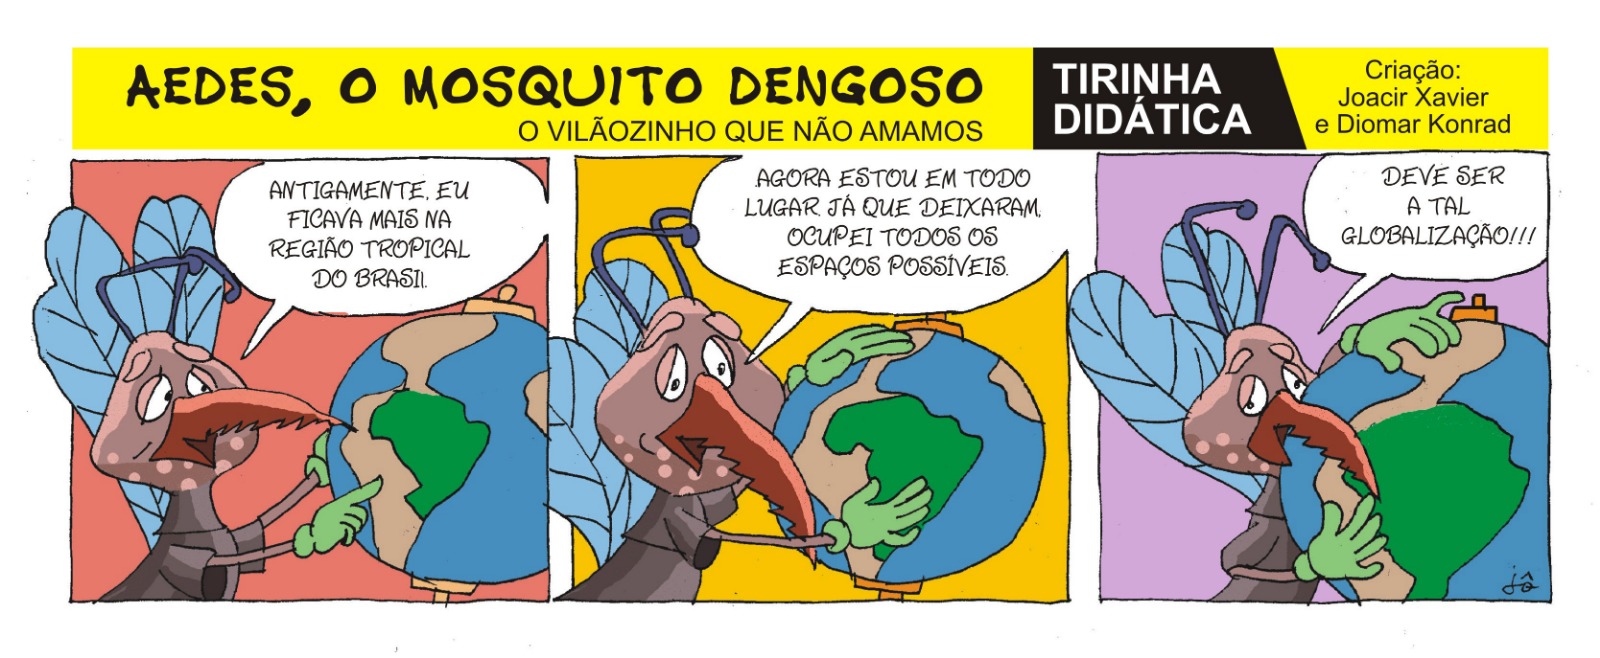 AEDES, O MOSQUITO DENGOSO
O VILÃOZINHO QUE NÃO AMAMOS
TIRINHA
DIDÁTICA
Criação:
Joacir Xavier
e Diomar Konrad
ANTIGAMENTE, EU
FICAVA MAIS NA
REGIÃO TROPICAL
DO BRASIL.
AGORA ESTOU EM TODO
LUGAR. JÁ QUE DEIXARAM,
OCUPEI TODOS OS
ESPAÇOS POSSÍVEIS.
DEVE SER
A TAL
GLOBALIZAÇÃO!!!
jô